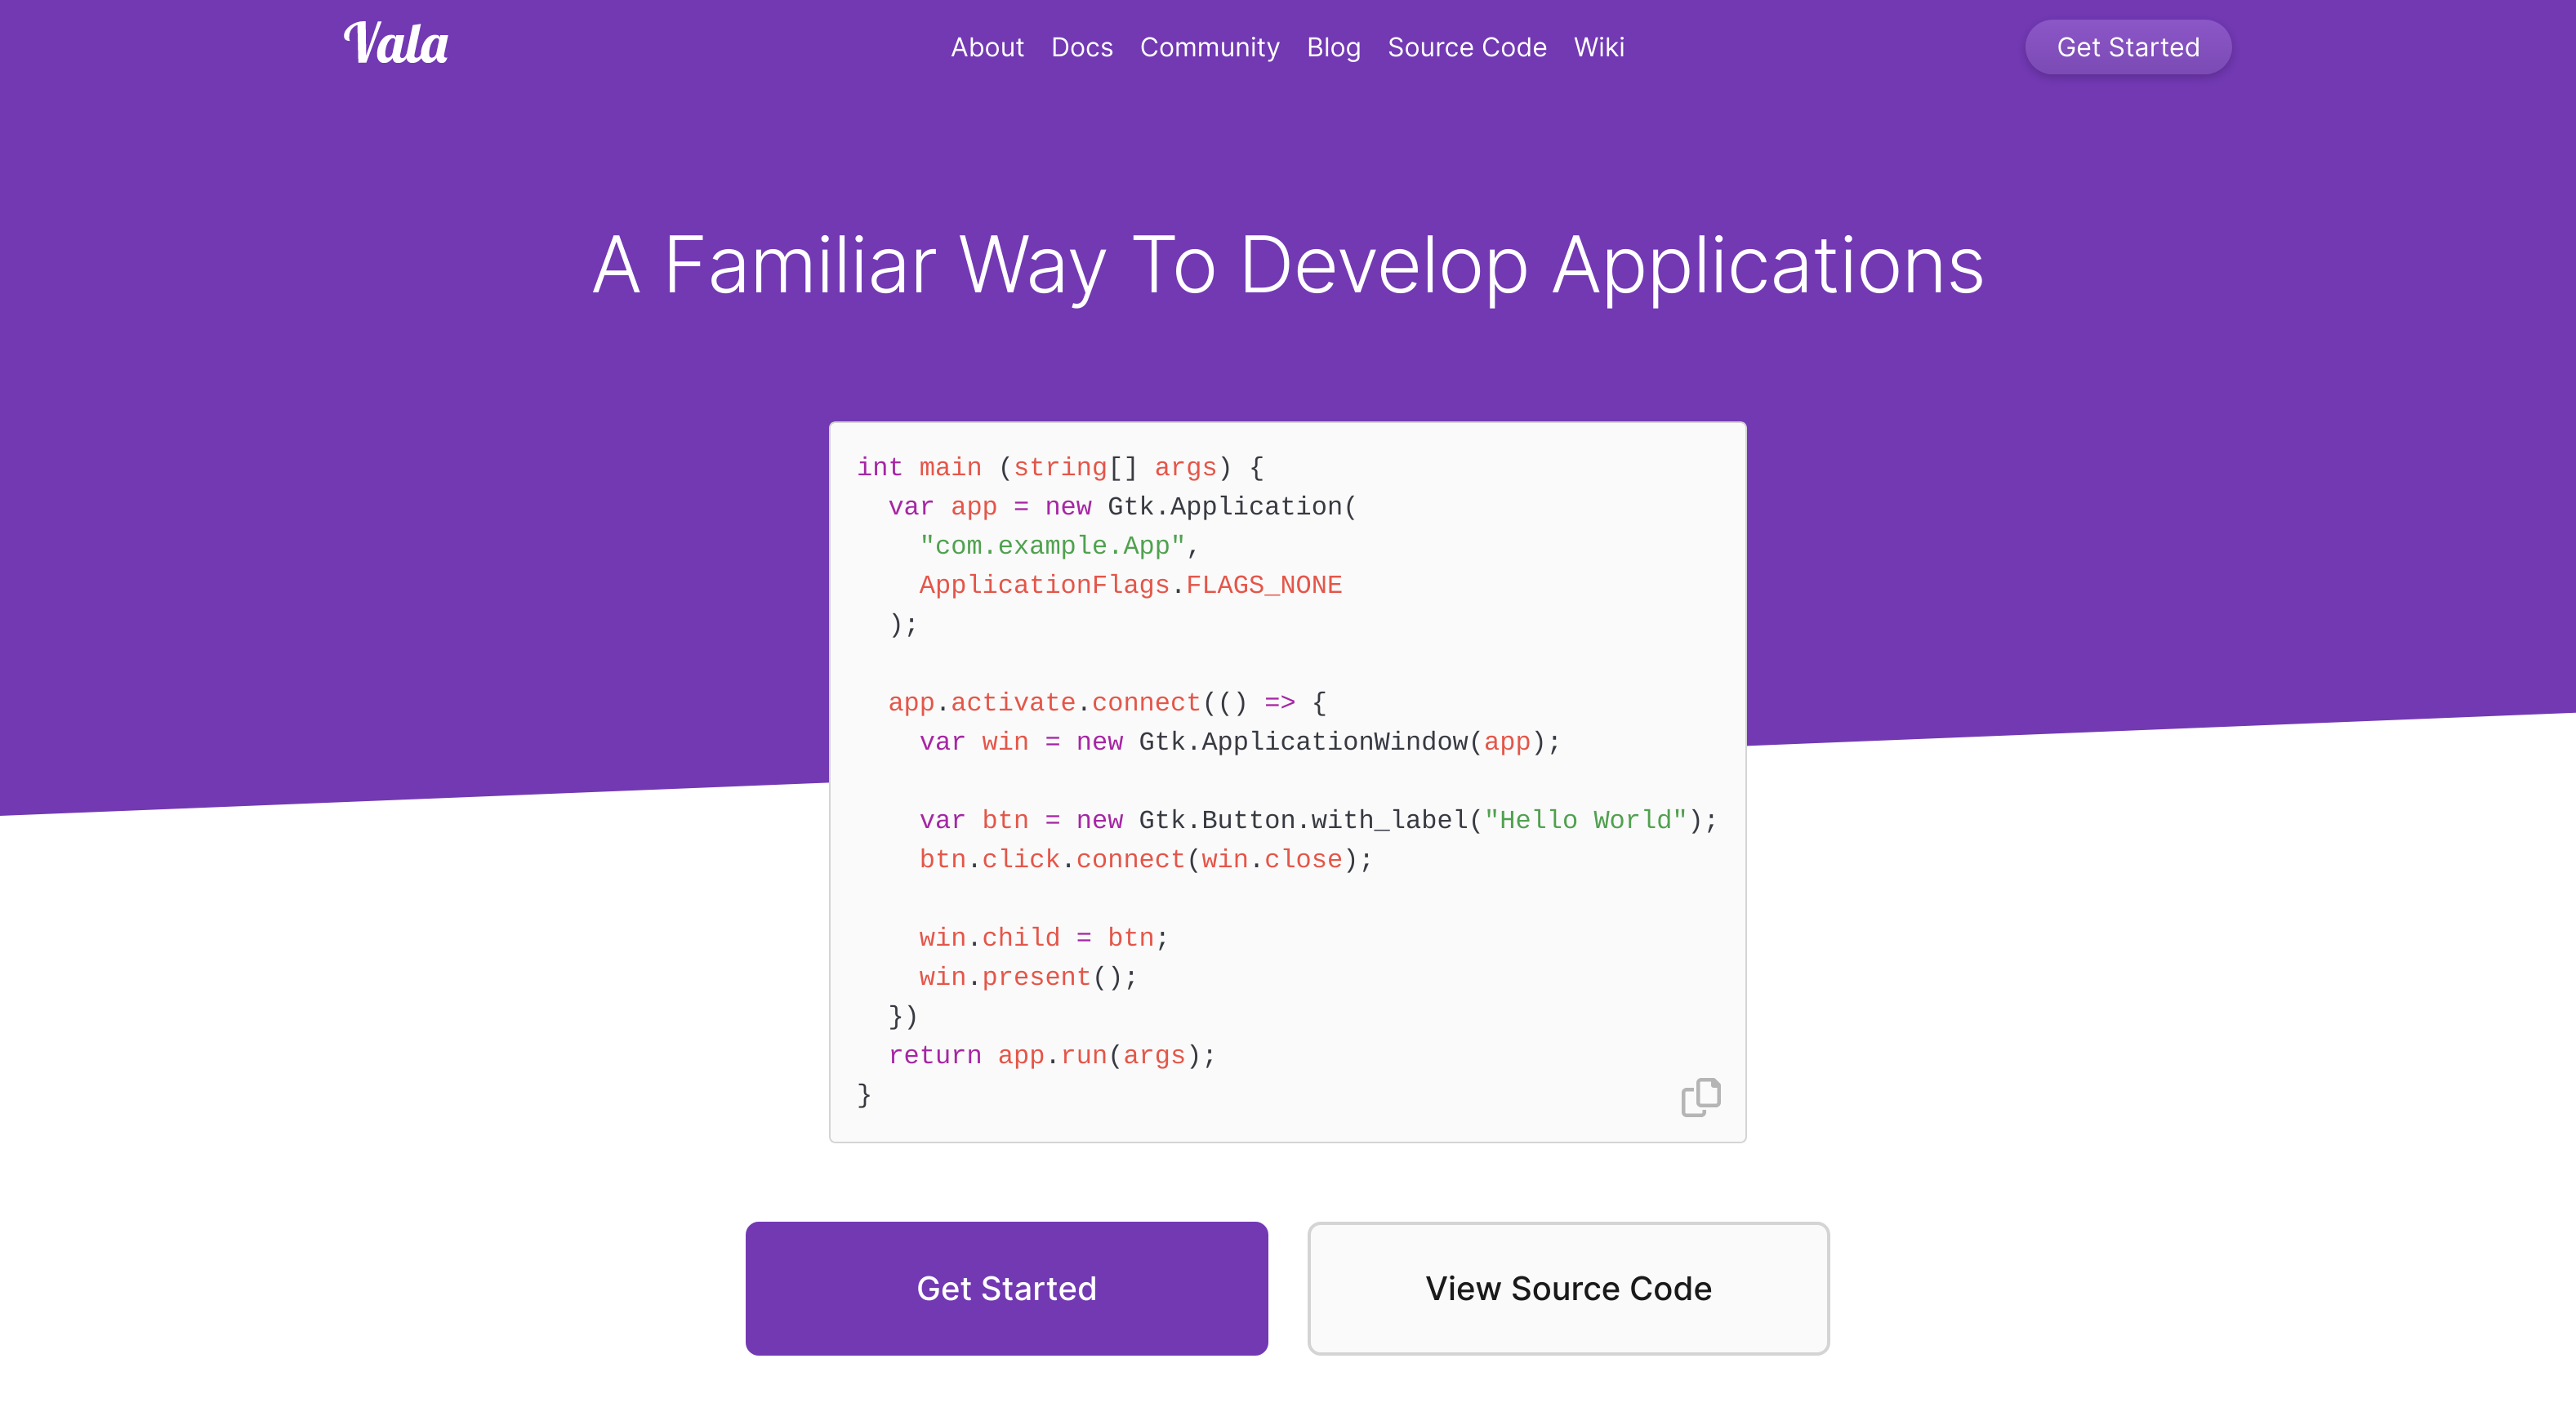 Vala
About Docs Community Blog Source Code Wiki
Get Started
A Familiar Way To Develop Applications
int main (string[] args) {
  var app = new Gtk.Application(
    "com.example.App",
    ApplicationFlags.FLAGS_NONE
  );
  app.activate.connect(() => {
    var win = new Gtk.ApplicationWindow(app);
    var btn = new Gtk.Button.with_label("Hello World");
    btn.click.connect(win.close);
    win.child = btn;
    win.present();
  })
  return app.run(args);
}
Get Started
View Source Code